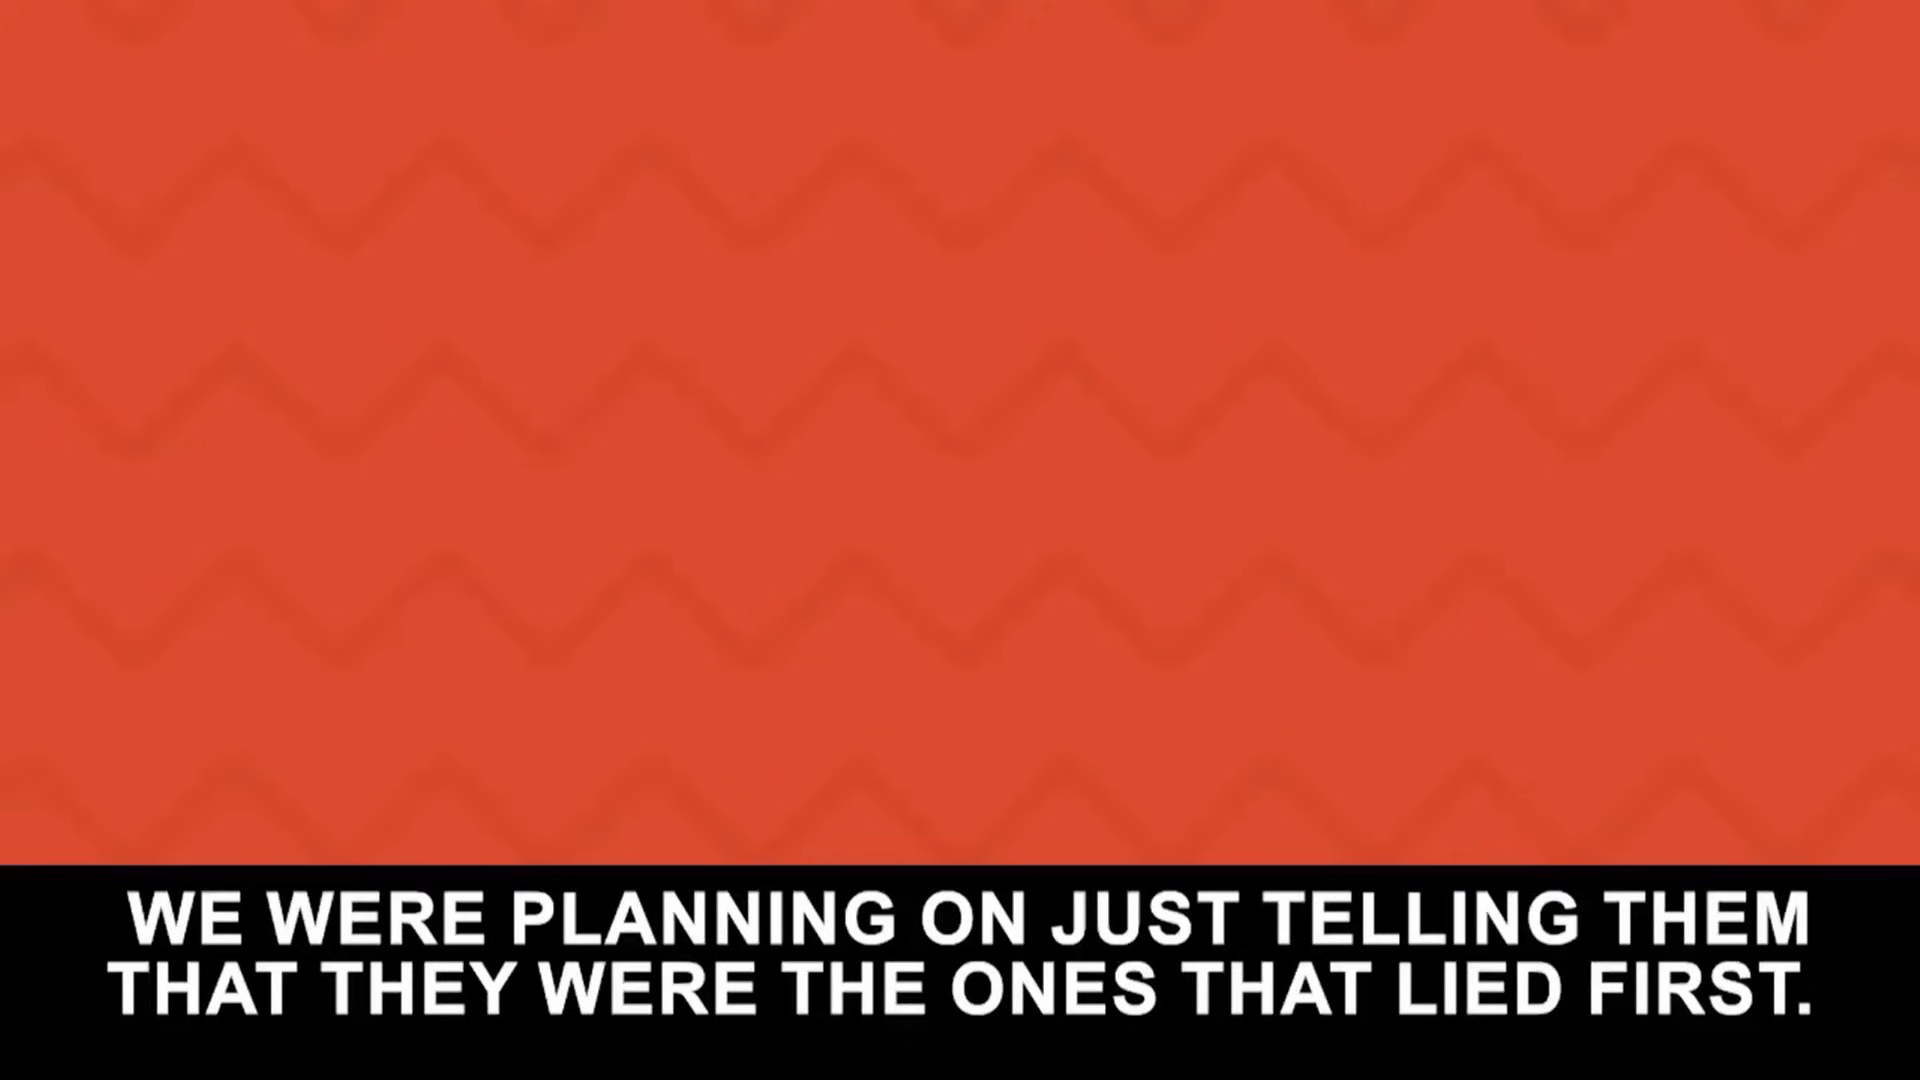 WE WERE PLANNING ON JUST TELLING THEM
THAT THEY WERE THE ONES THAT LIED FIRST.